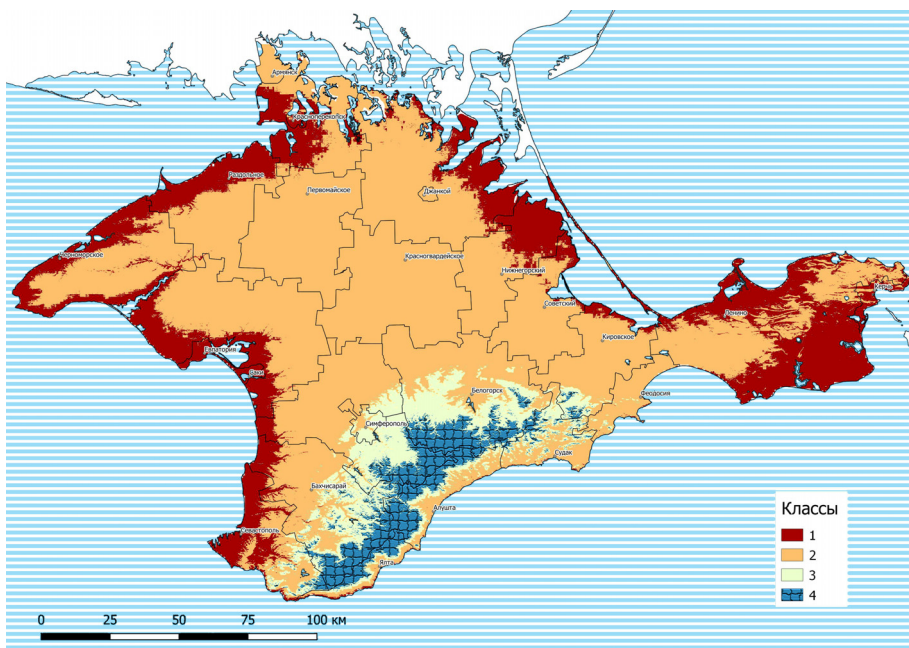 Армянск
Красноперекопск
Раздольное
Первомайское
Джанкой
Черноморское
Красногвардейское
Нижнегорский
Советский
Керчь
Ленино
Кировское
Евпатория
Саки
Белогорск
Феодосия
Симферополь
Судак
Бахчисарай
Алушта
Севастополь
Ялта
Классы
1
2
3
4
0 25 50 75 100 км